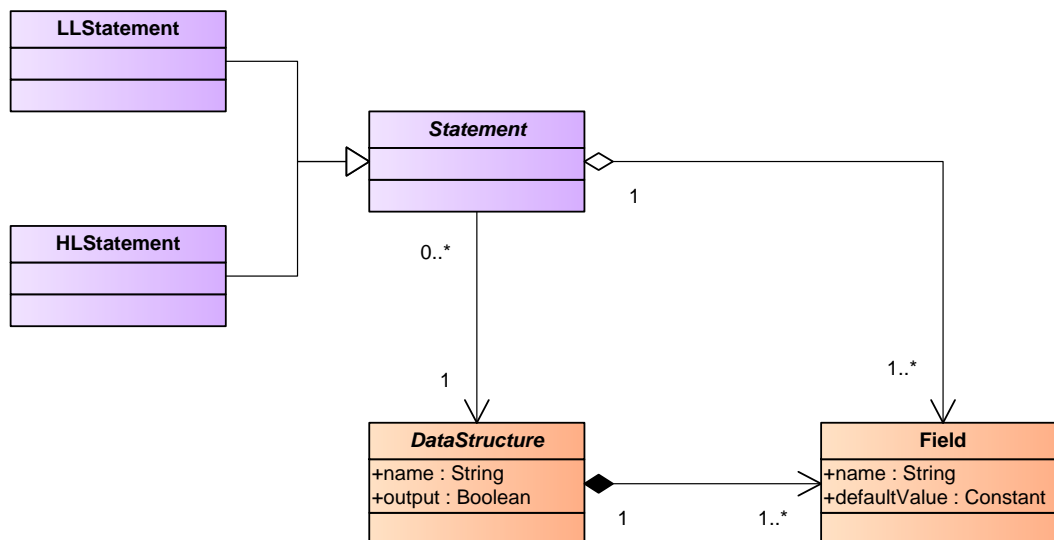 LLStatement
Statement
1
HLStatement
0..*
1
1..*
DataStructure
+name : String
+output : Boolean
1
1..*
Field
+name : String
+defaultValue : Constant